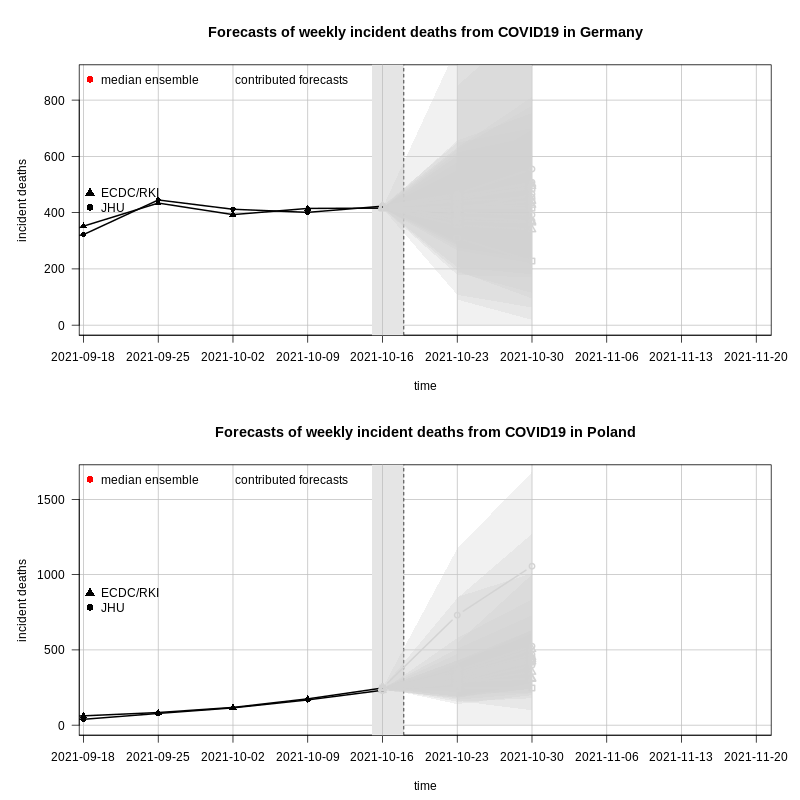 Forecasts of weekly incident deaths from COVID19 in Germany
median ensemble contributed forecasts
800
600
ECDC/RKI
JHU
400
200
0
incident deaths
2021-09-18 2021-09-25 2021-10-02 2021-10-09 2021-10-16 2021-10-23 2021-10-30 2021-11-06 2021-11-13 2021-11-20
time
Forecasts of weekly incident deaths from COVID19 in Poland
median ensemble contributed forecasts
1500
1000
ECDC/RKI
JHU
500
0
incident deaths
2021-09-18 2021-09-25 2021-10-02 2021-10-09 2021-10-16 2021-10-23 2021-10-30 2021-11-06 2021-11-13 2021-11-20
time